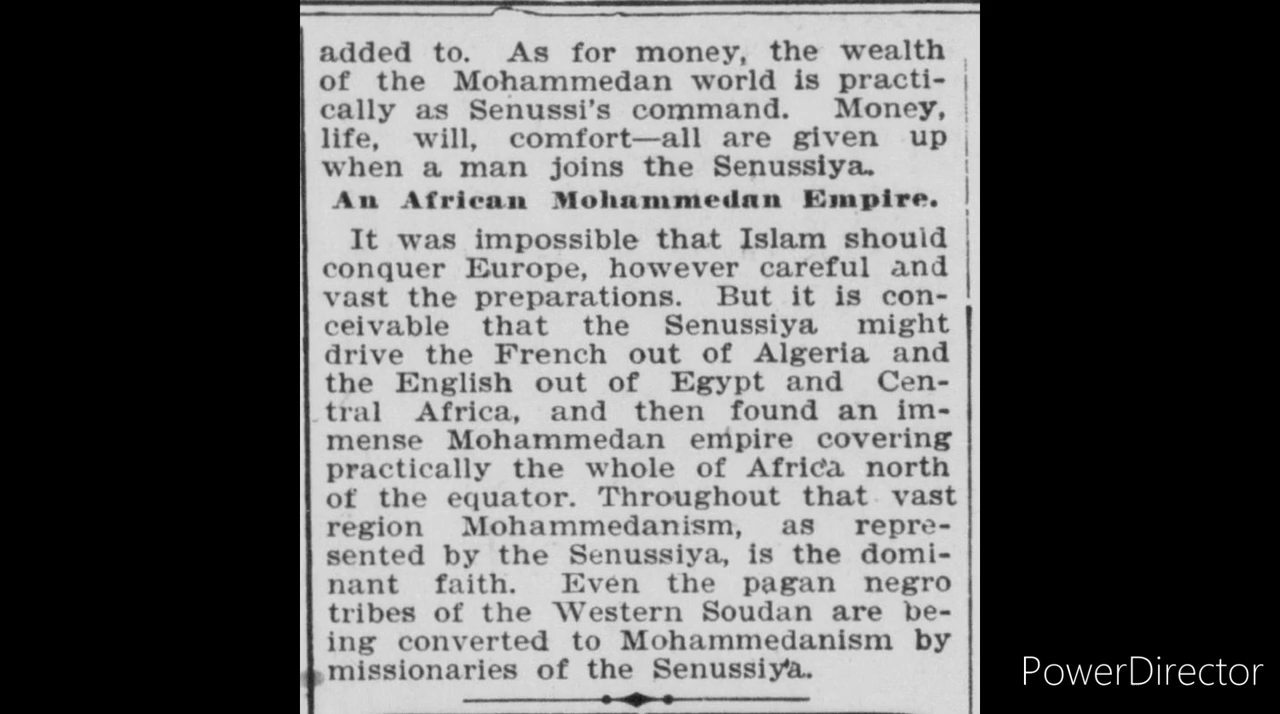 added to. As for money, the wealth
of the Mohammedan world is practi-
cally as Senussi's command. Money,
life, will, comfort—all are given up
when a man joins the Senussiya.
An African Mohammedan Empire.
It was impossible that Islam should
conquer Europe, however careful and
vast the preparations. But it is con-
ceivable that the Senussiya might
drive the French out of Algeria and
the English out of Egypt and Cen-
tral Africa, and then found an im-
mense Mohammedan empire covering
practically the whole of Africa north
of the equator. Throughout that vast
region Mohammedanism, as repre-
sented by the Senussiya, is the domi-
nant faith. Even the pagan negro
tribes of the Western Soudan are be-
ing converted to Mohammedanism by
missionaries of the Senussiya.
PowerDirector